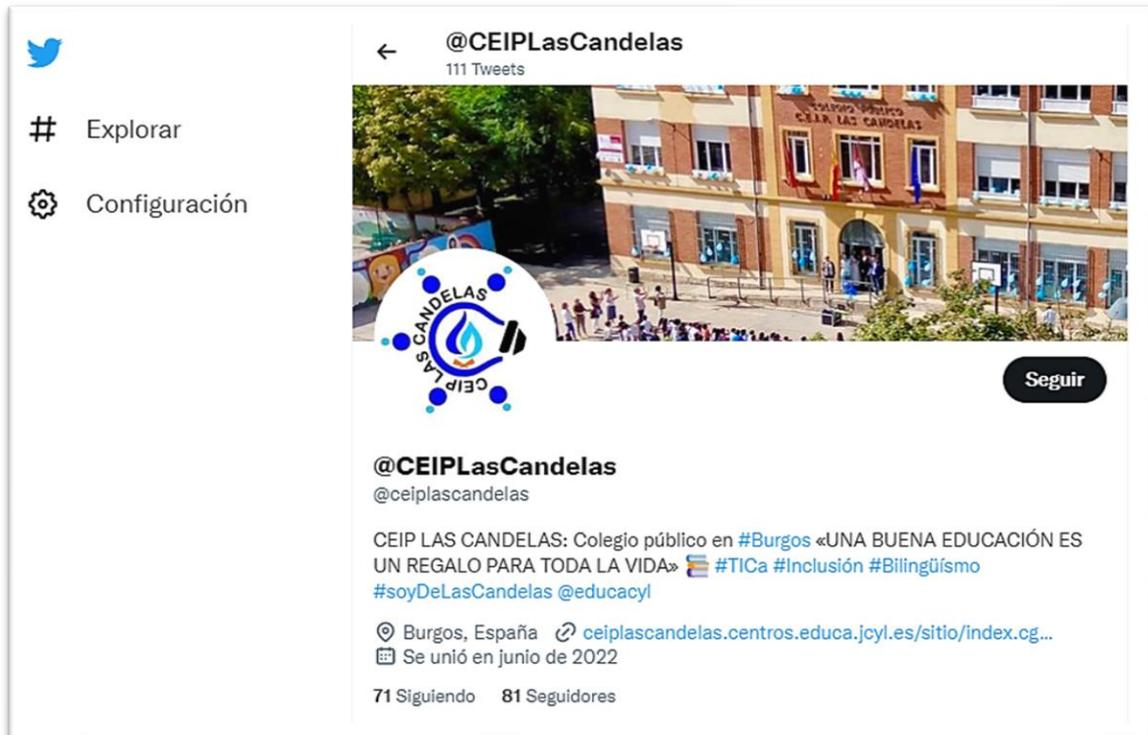 @CEIPLasCandelas
111 Tweets
# Explorar
Configuración
COLEGIO PÚBLICO
C.E.I.P. LAS CANDELAS
CEIP LAS CANDELAS
Seguir
@CEIPLasCandelas
@ceiplascandelas
CEIP LAS CANDELAS: Colegio público en #Burgos «UNA BUENA EDUCACIÓN ES
UN REGALO PARA TODA LA VIDA» 📚 #TICa #Inclusión #Bilingüísmo
#soyDeLasCandelas @educacyl
Burgos, España ceiplascandelas.centros.educa.jcyl.es/sitio/index.cg...
Se unió en junio de 2022
71 Siguiendo 81 Seguidores